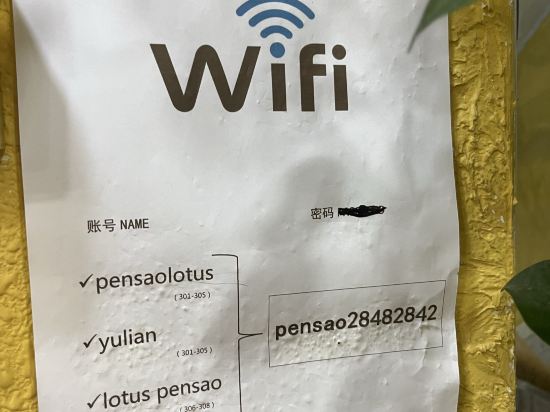 Wifi
账号 NAME
密码
✓pensaolotus
(301-305)
✓yulian
(301-305)
✓lotus pensao
(306-308)
pensao28482842